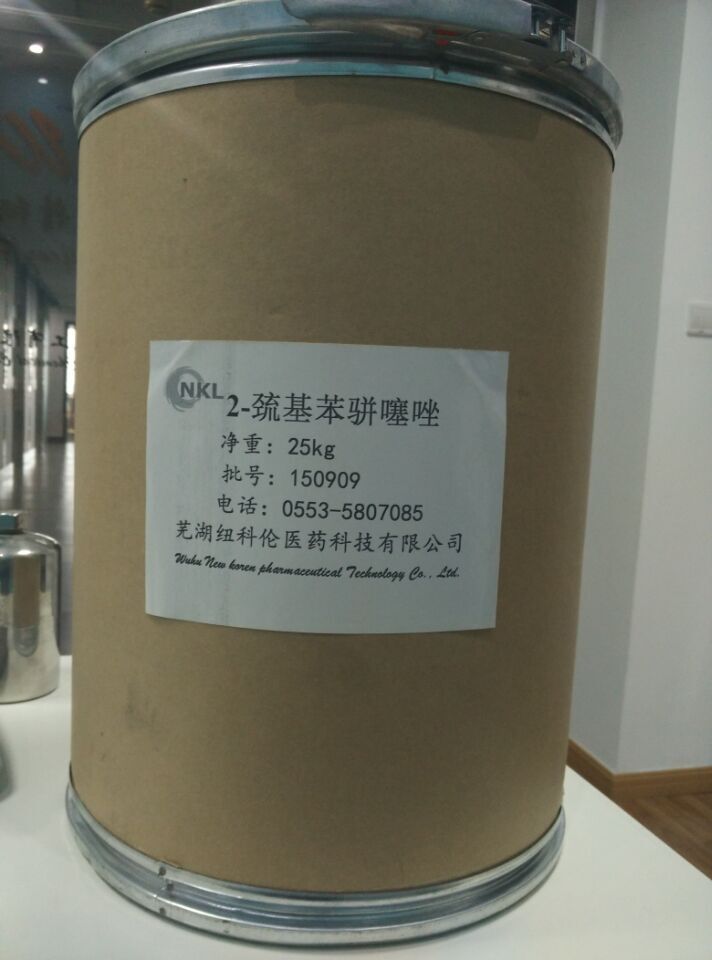 NKL
2-巯基苯骈噻唑
净重：25kg
批号：150909
电话：0553-5807085
芜湖纽科伦医药科技有限公司
Wuhu New koren pharmaceutical Technology Co., Ltd.